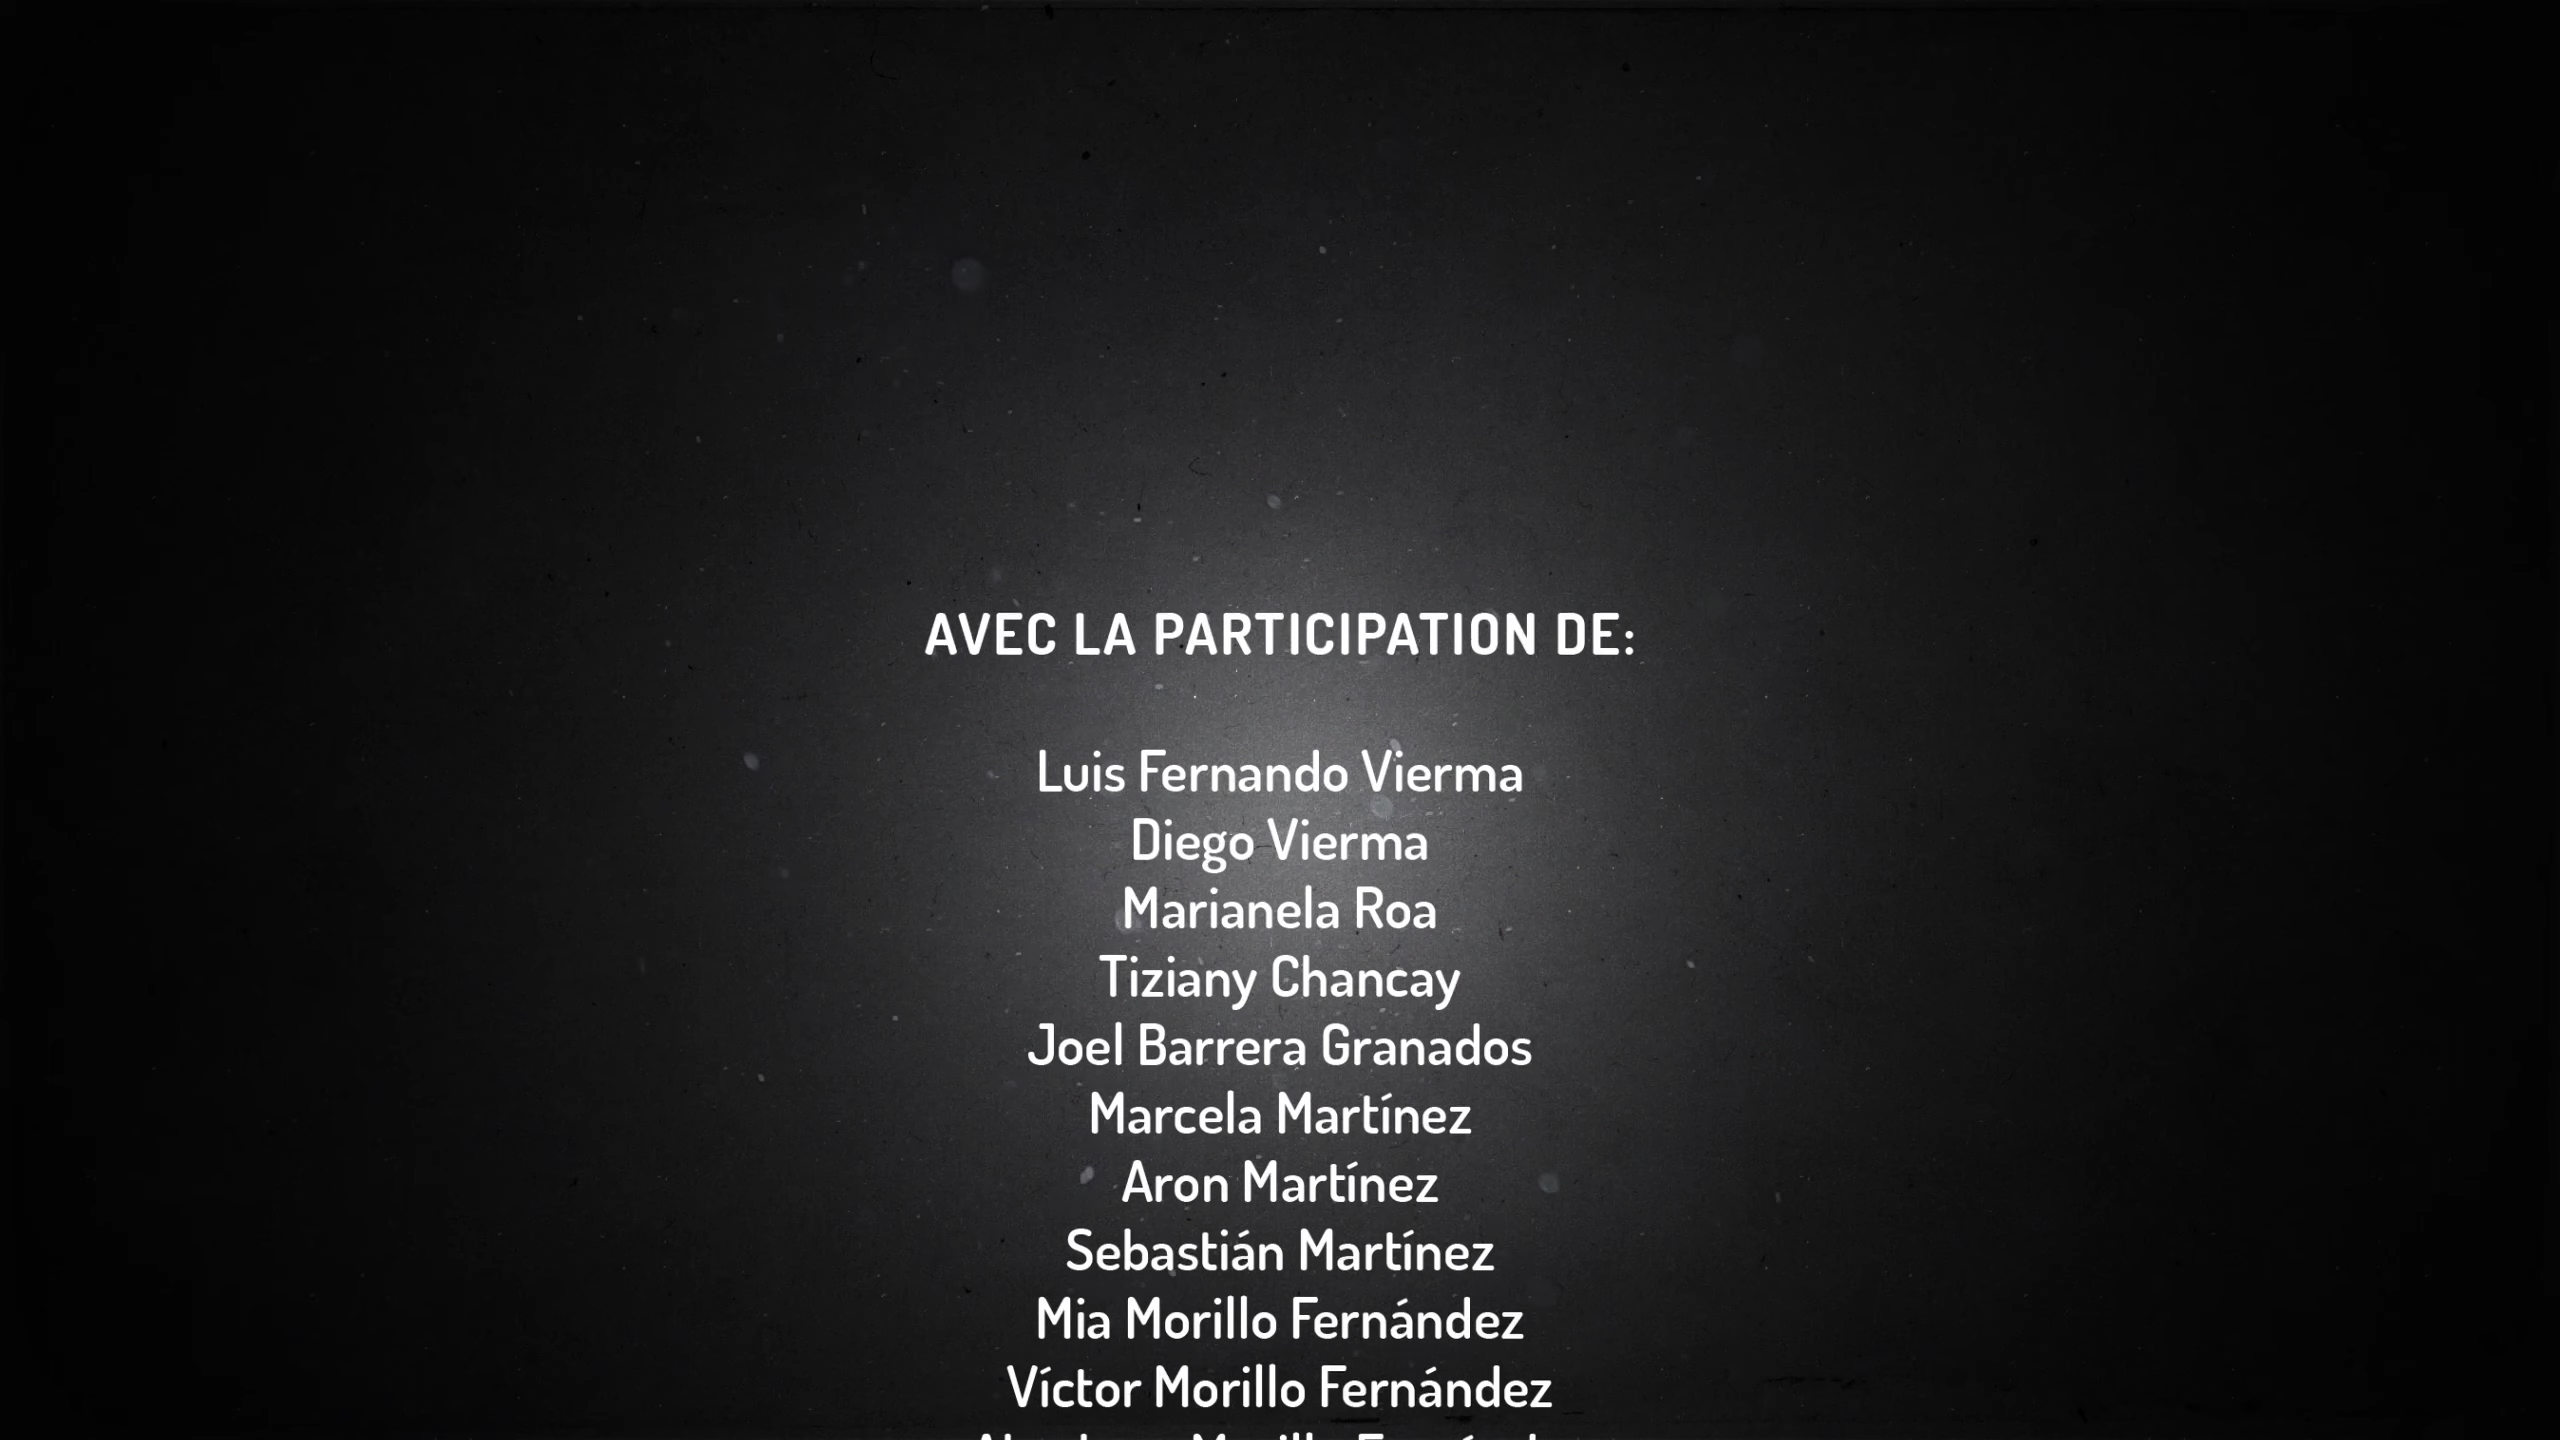 AVEC LA PARTICIPATION DE:
Luis Fernando Vierma
Diego Vierma
Marianela Roa
Tiziany Chancay
Joel Barrera Granados
Marcela Martínez
Aron Martínez
Sebastián Martínez
Mia Morillo Fernández
Víctor Morillo Fernández